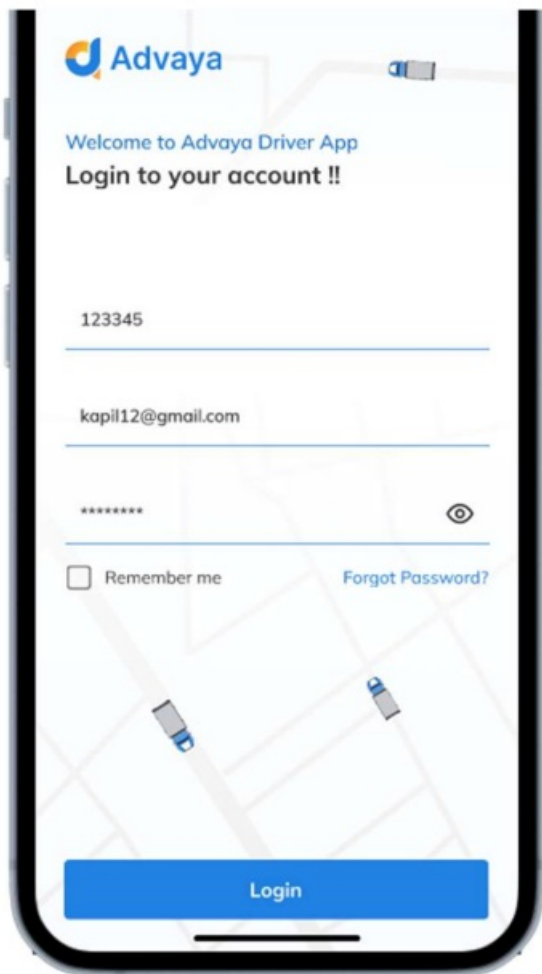 Advaya
Welcome to Advaya Driver App
Login to your account !!
123345
kapil12@gmail.com
********
Remember me Forgot Password?
Login